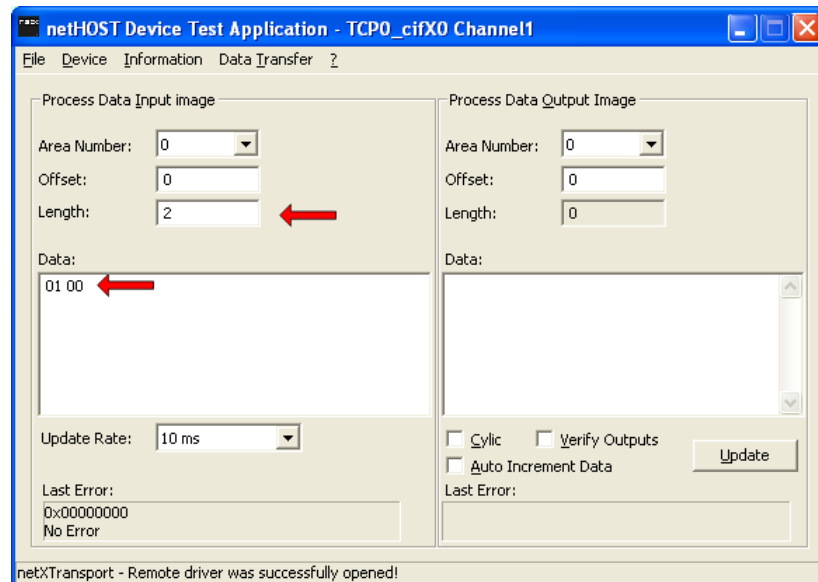 netHOST Device Test Application - TCP0_cifX0 Channel1
File Device Information Data Transfer ?
Process Data Input image
Area Number: 0
Offset: 0
Length: 2
Data:
01 00
Update Rate: 10 ms
Last Error:
0x00000000
No Error
Process Data Output Image
Area Number: 0
Offset: 0
Length: 0
Data:
Cylic Verify Outputs
Auto Increment Data
Update
Last Error:
netXTransport - Remote driver was successfully opened!